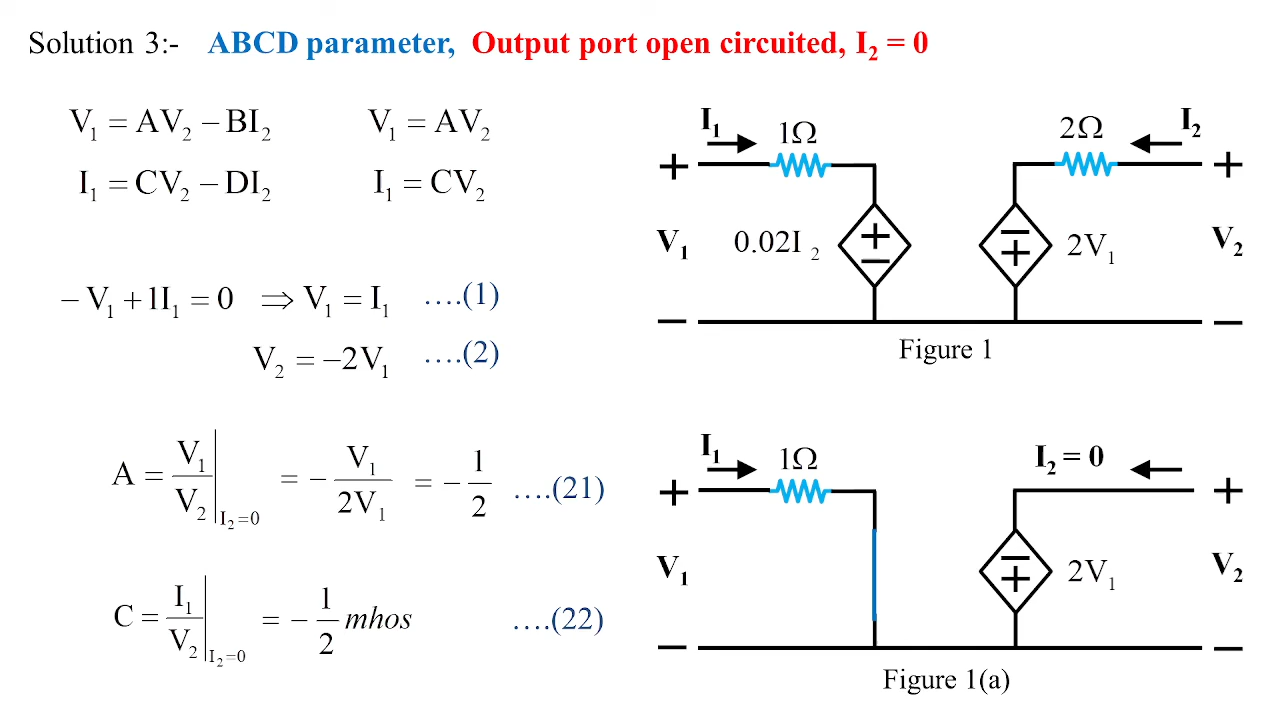 Solution 3:- ABCD parameter, Output port open circuited, I₂ = 0
V₁ = AV₂ − BI₂    V₁ = AV₂
I₁ = CV₂ − DI₂    I₁ = CV₂
− V₁ + 1I₁ = 0 ⇒ V₁ = I₁ ….(1)
V₂ = −2V₁ ….(2)
A = V₁/V₂ |I₂=0 = − V₁/2V₁ = − 1/2 ….(21)
C = I₁/V₂ |I₂=0 = − 1/2 mhos ….(22)
I₁ 1Ω 2Ω I₂
+ +
V₁ 0.02I ₂ + − − + 2V₁ V₂
− −
Figure 1
I₁ 1Ω I₂ = 0
+ +
V₁ − + 2V₁ V₂
− −
Figure 1(a)